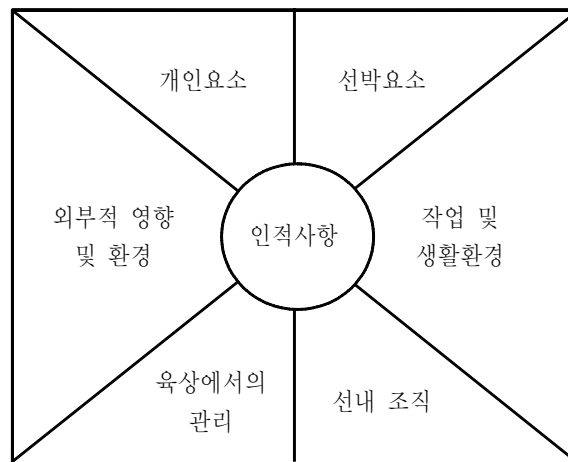 개인요소
선박요소
외부적 영향
및 환경
인적사항
작업 및
생활환경
육상에서의
관리
선내 조직